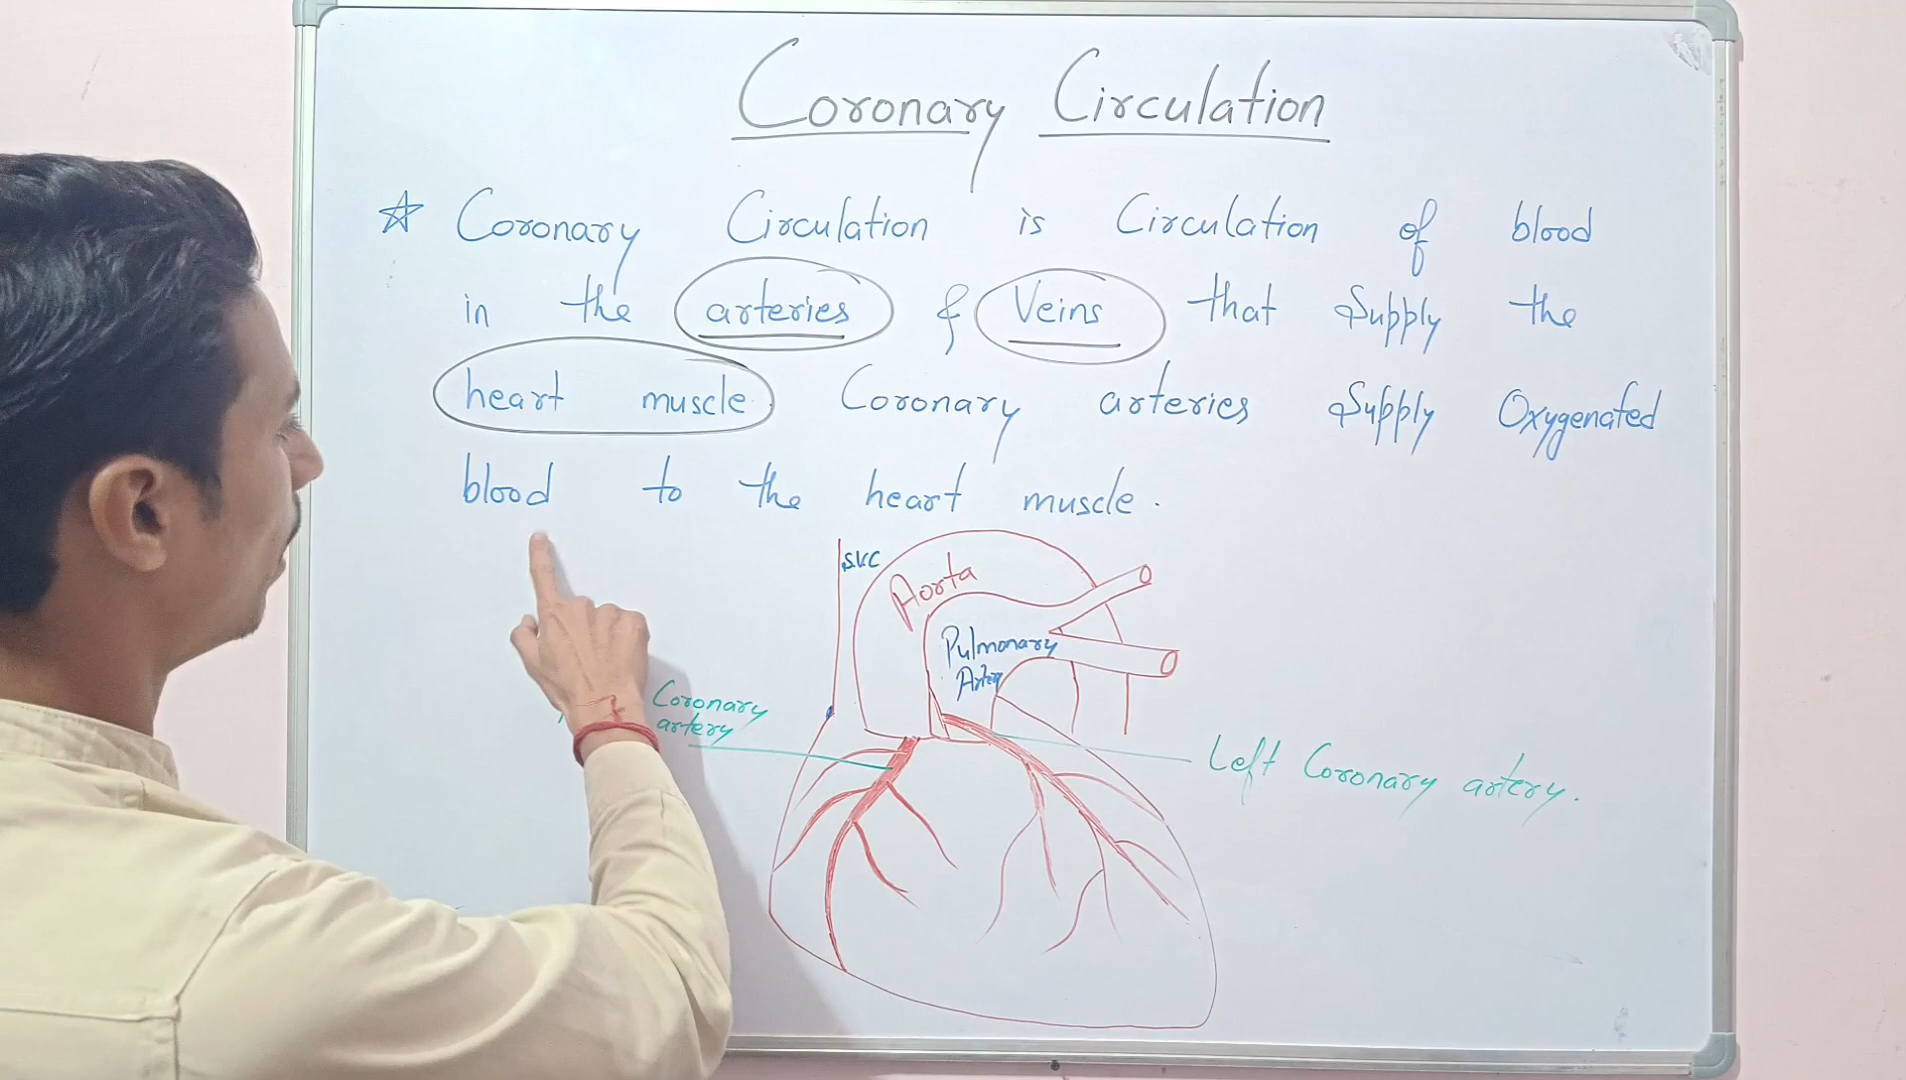 Coronary Circulation
☆ Coronary Circulation is Circulation of blood
in the arteries & Veins that Supply the
heart muscle Coronary arteries Supply Oxygenated
blood to the heart muscle.
S.V.C
Aorta
Pulmonary
Artery
Coronary
artery
Left Coronary artery.